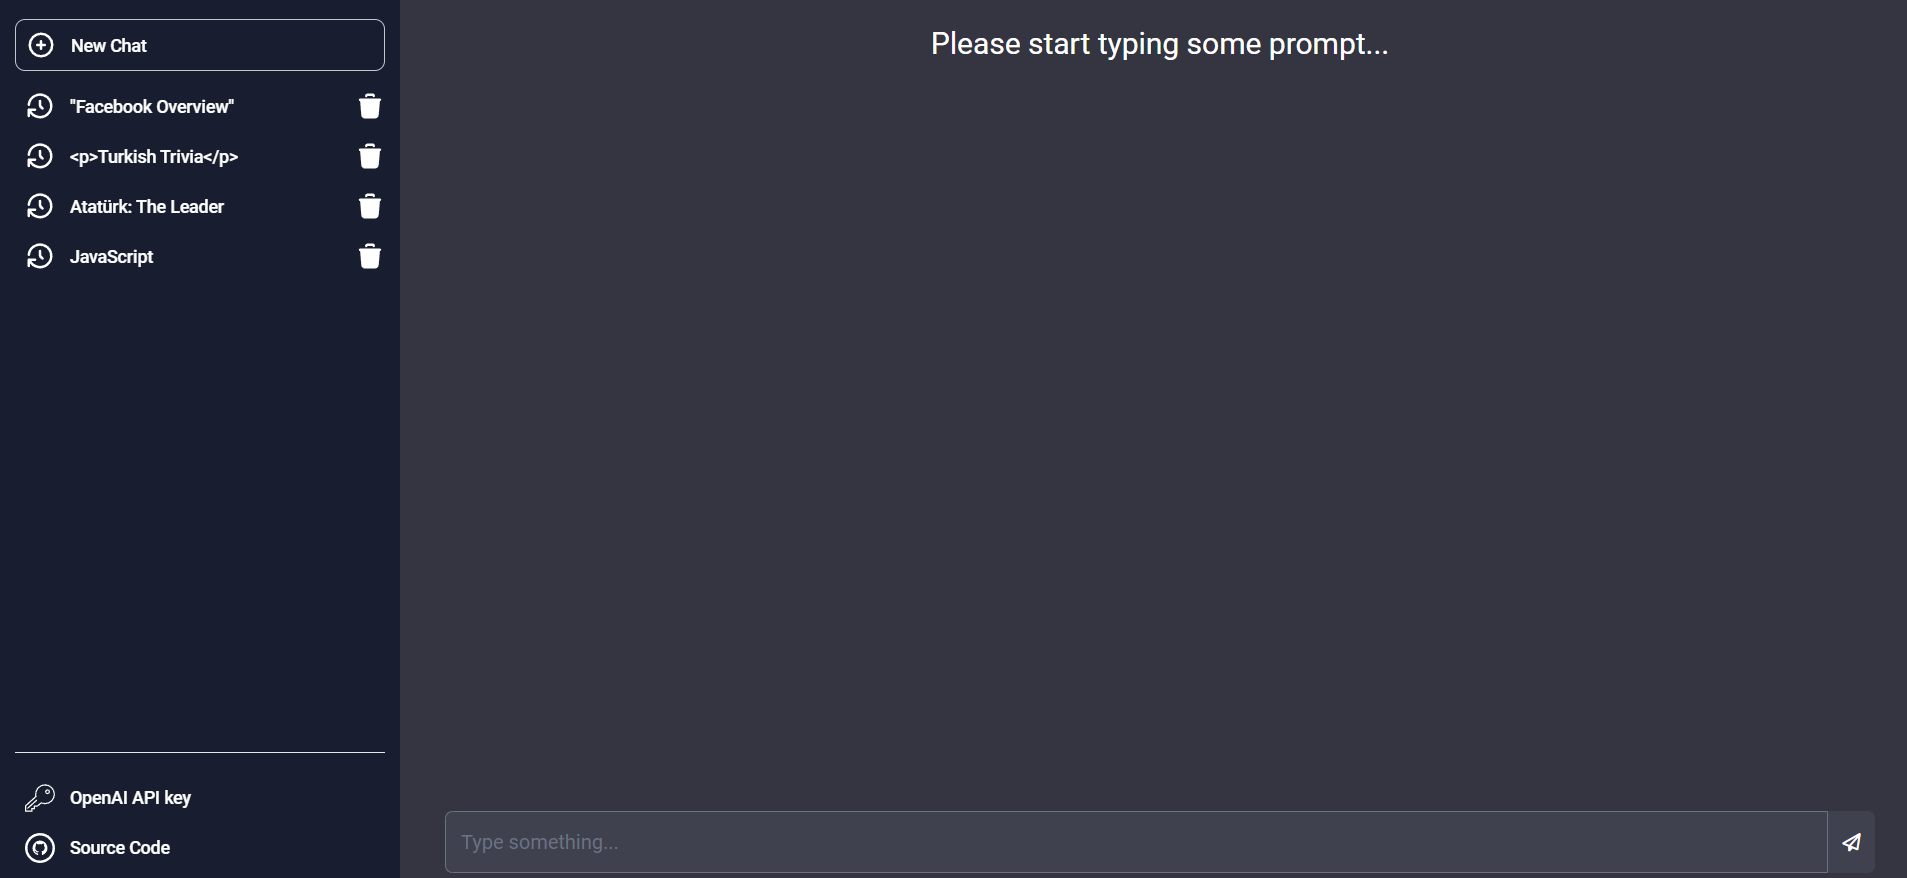 New Chat
"Facebook Overview"
<p>Turkish Trivia</p>
Atatürk: The Leader
JavaScript
OpenAI API key
Source Code
Please start typing some prompt...
Type something...